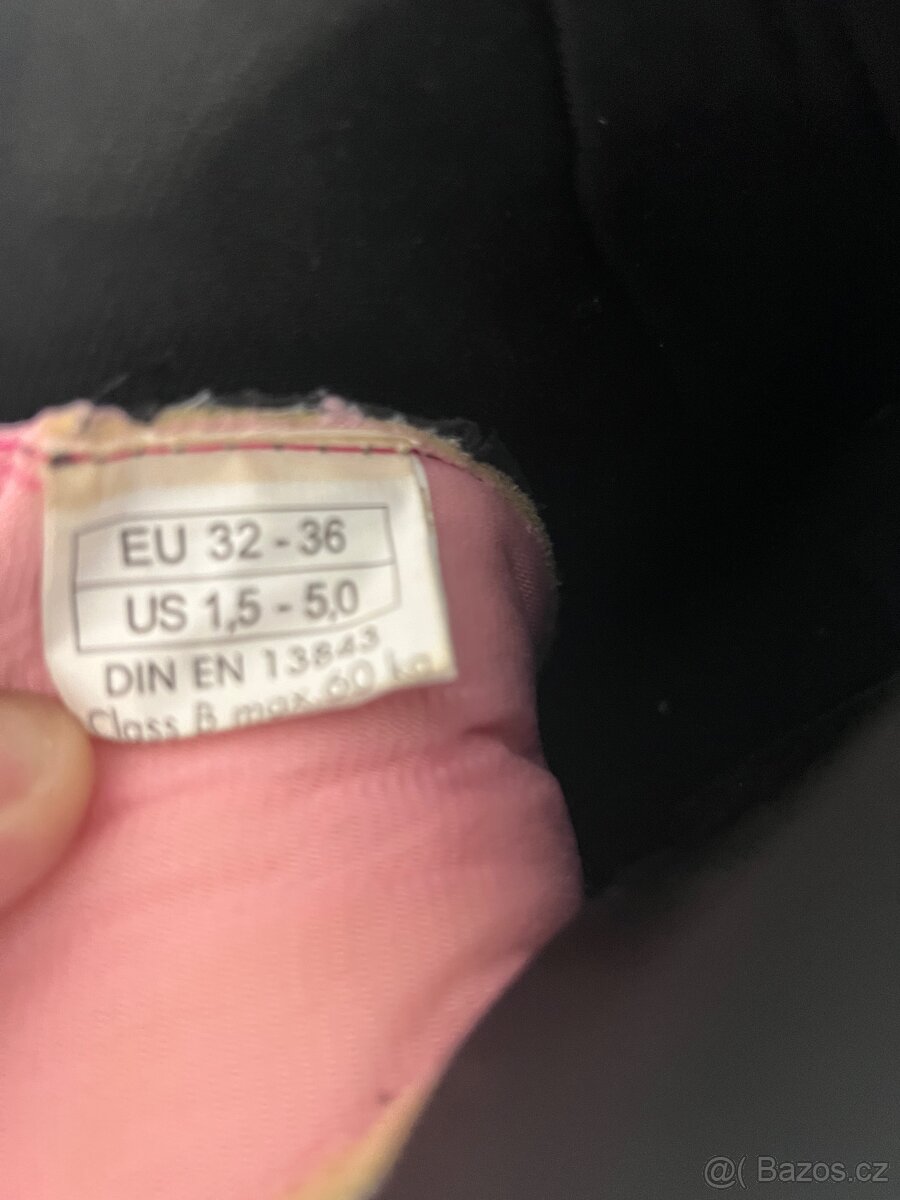 EU 32 - 36
US 1,5 - 5,0
DIN EN 13843
Class B max. 60 kg
@( Bazos.cz